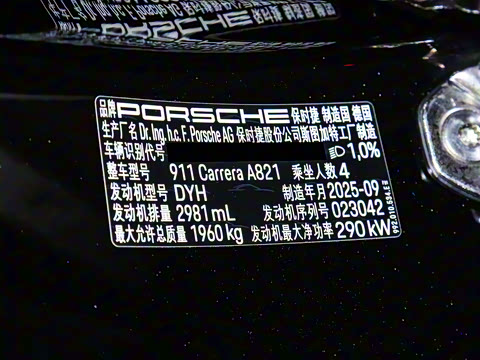 品牌 PORSCHE 保时捷 制造国 德国
生产厂名 Dr.Ing.h.c.F.Porsche AG 保时捷股份公司斯图加特工厂制造
车辆识别代号 1,0%
整车型号 911 Carrera A821 乘坐人数 4
发动机型号 DYH 制造年月 2025-09
发动机排量 2981 mL 发动机序列号 023042
最大允许总质量 1960 kg 发动机最大净功率 290 kW